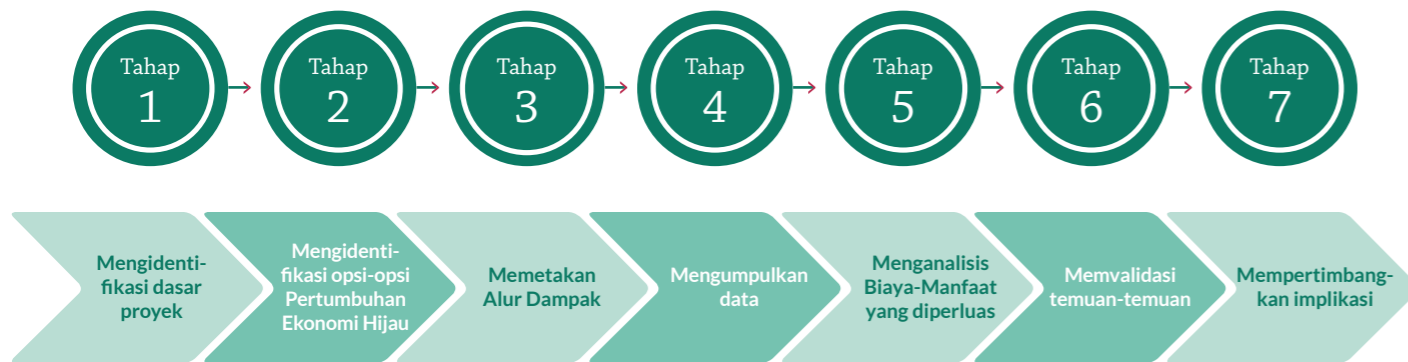 Tahap
1
Tahap
2
Tahap
3
Tahap
4
Tahap
5
Tahap
6
Tahap
7
Mengidenti-
fikasi dasar
proyek
Mengidenti-
fikasi opsi-opsi
Pertumbuhan
Ekonomi Hijau
Memetakan
Alur Dampak
Mengumpulkan
data
Menganalisis
Biaya-Manfaat
yang diperluas
Memvalidasi
temuan-temuan
Mempertimbang-
kan implikasi